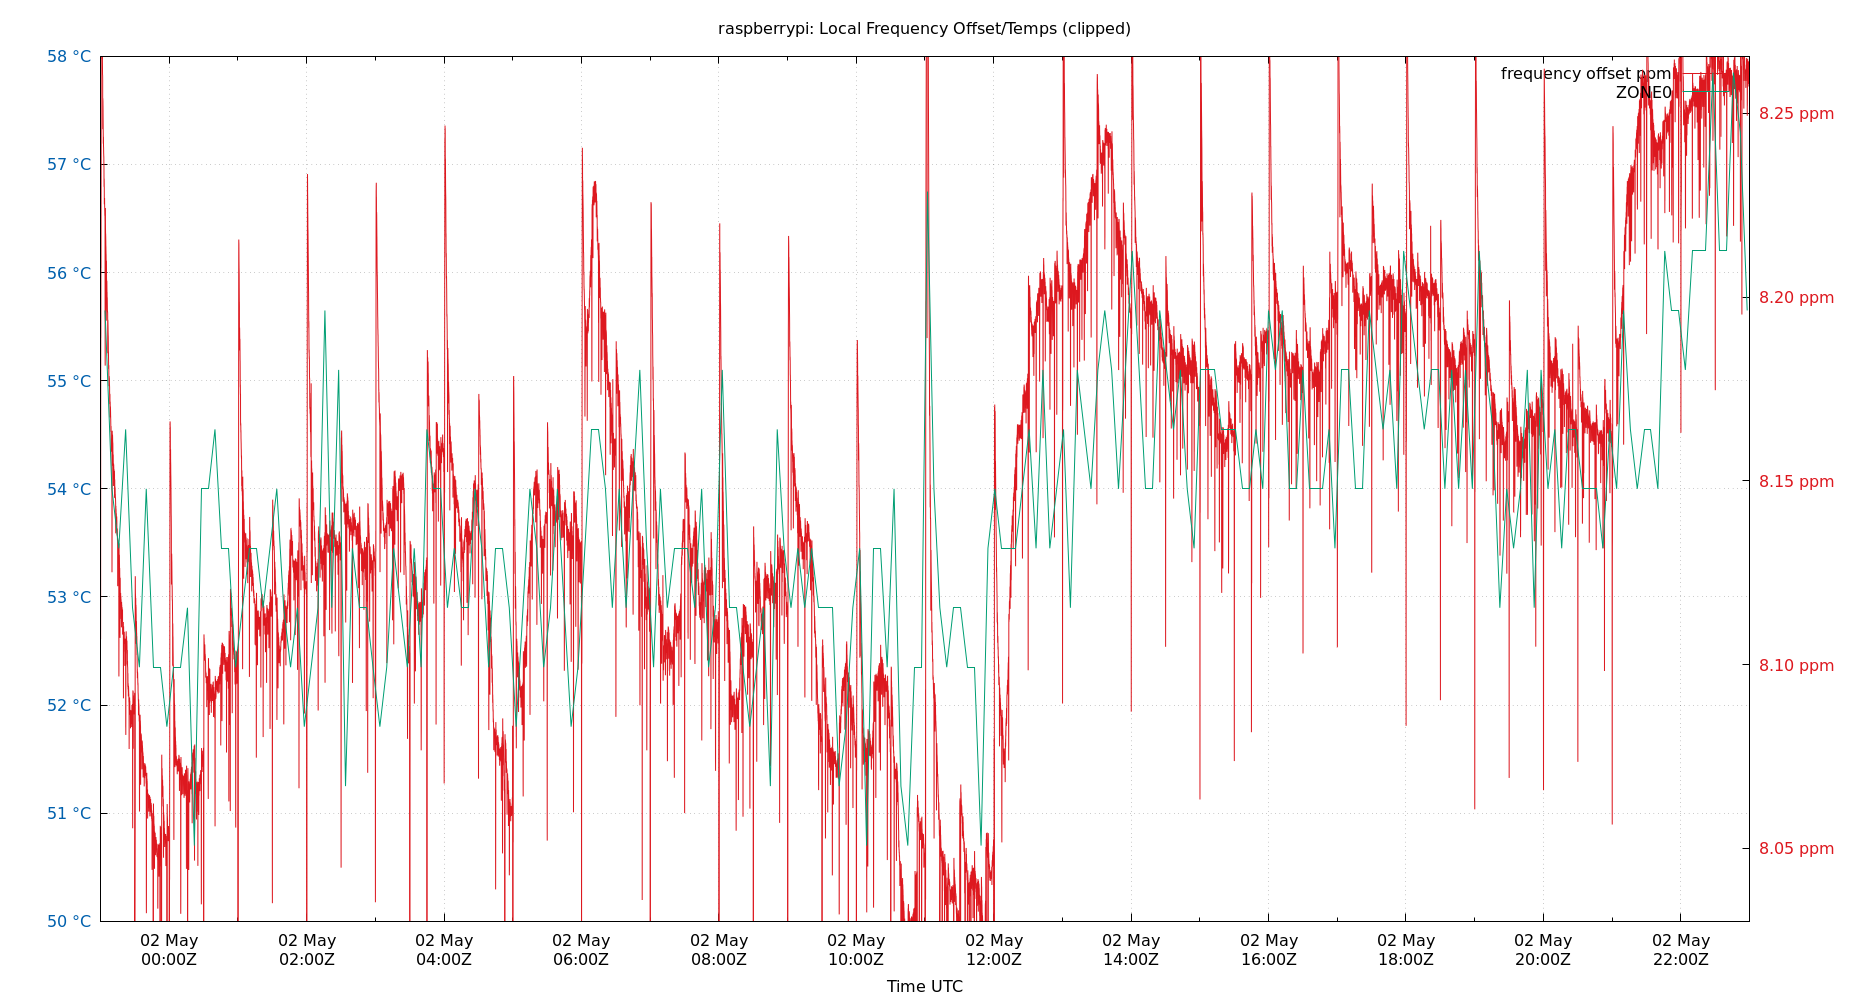 raspberrypi: Local Frequency Offset/Temps (clipped)
58 °C
57 °C
56 °C
55 °C
54 °C
53 °C
52 °C
51 °C
50 °C
frequency offset ppm
ZONE0
8.25 ppm
8.20 ppm
8.15 ppm
8.10 ppm
8.05 ppm
02 May 02 May 02 May 02 May 02 May 02 May 02 May 02 May 02 May 02 May 02 May 02 May
00:00Z 02:00Z 04:00Z 06:00Z 08:00Z 10:00Z 12:00Z 14:00Z 16:00Z 18:00Z 20:00Z 22:00Z
Time UTC